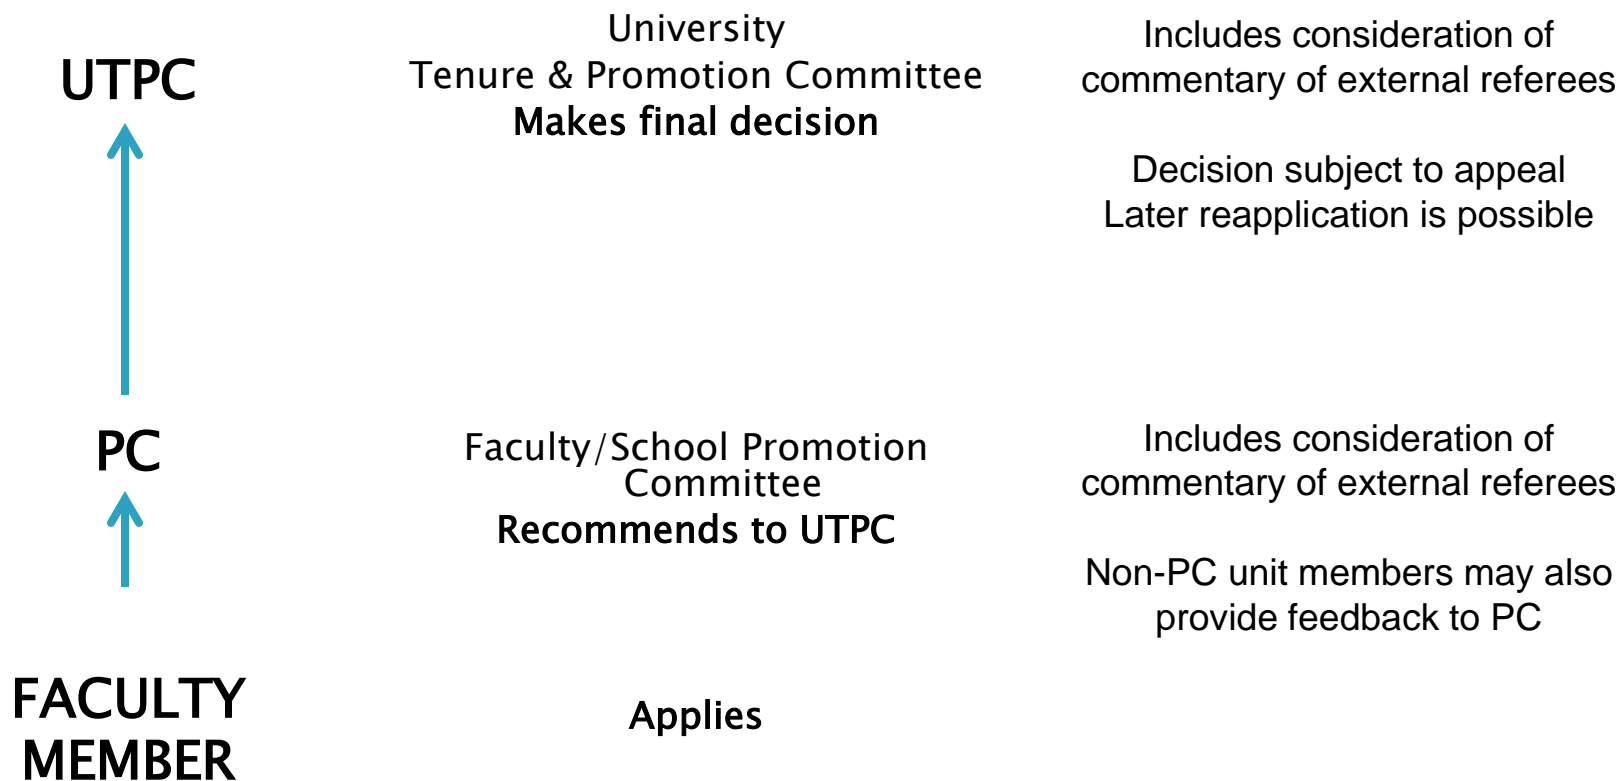 UTPC
University
Tenure & Promotion Committee
Makes final decision
Includes consideration of
commentary of external referees
Decision subject to appeal
Later reapplication is possible
PC
Faculty/School Promotion
Committee
Recommends to UTPC
Includes consideration of
commentary of external referees
Non-PC unit members may also
provide feedback to PC
FACULTY
MEMBER
Applies